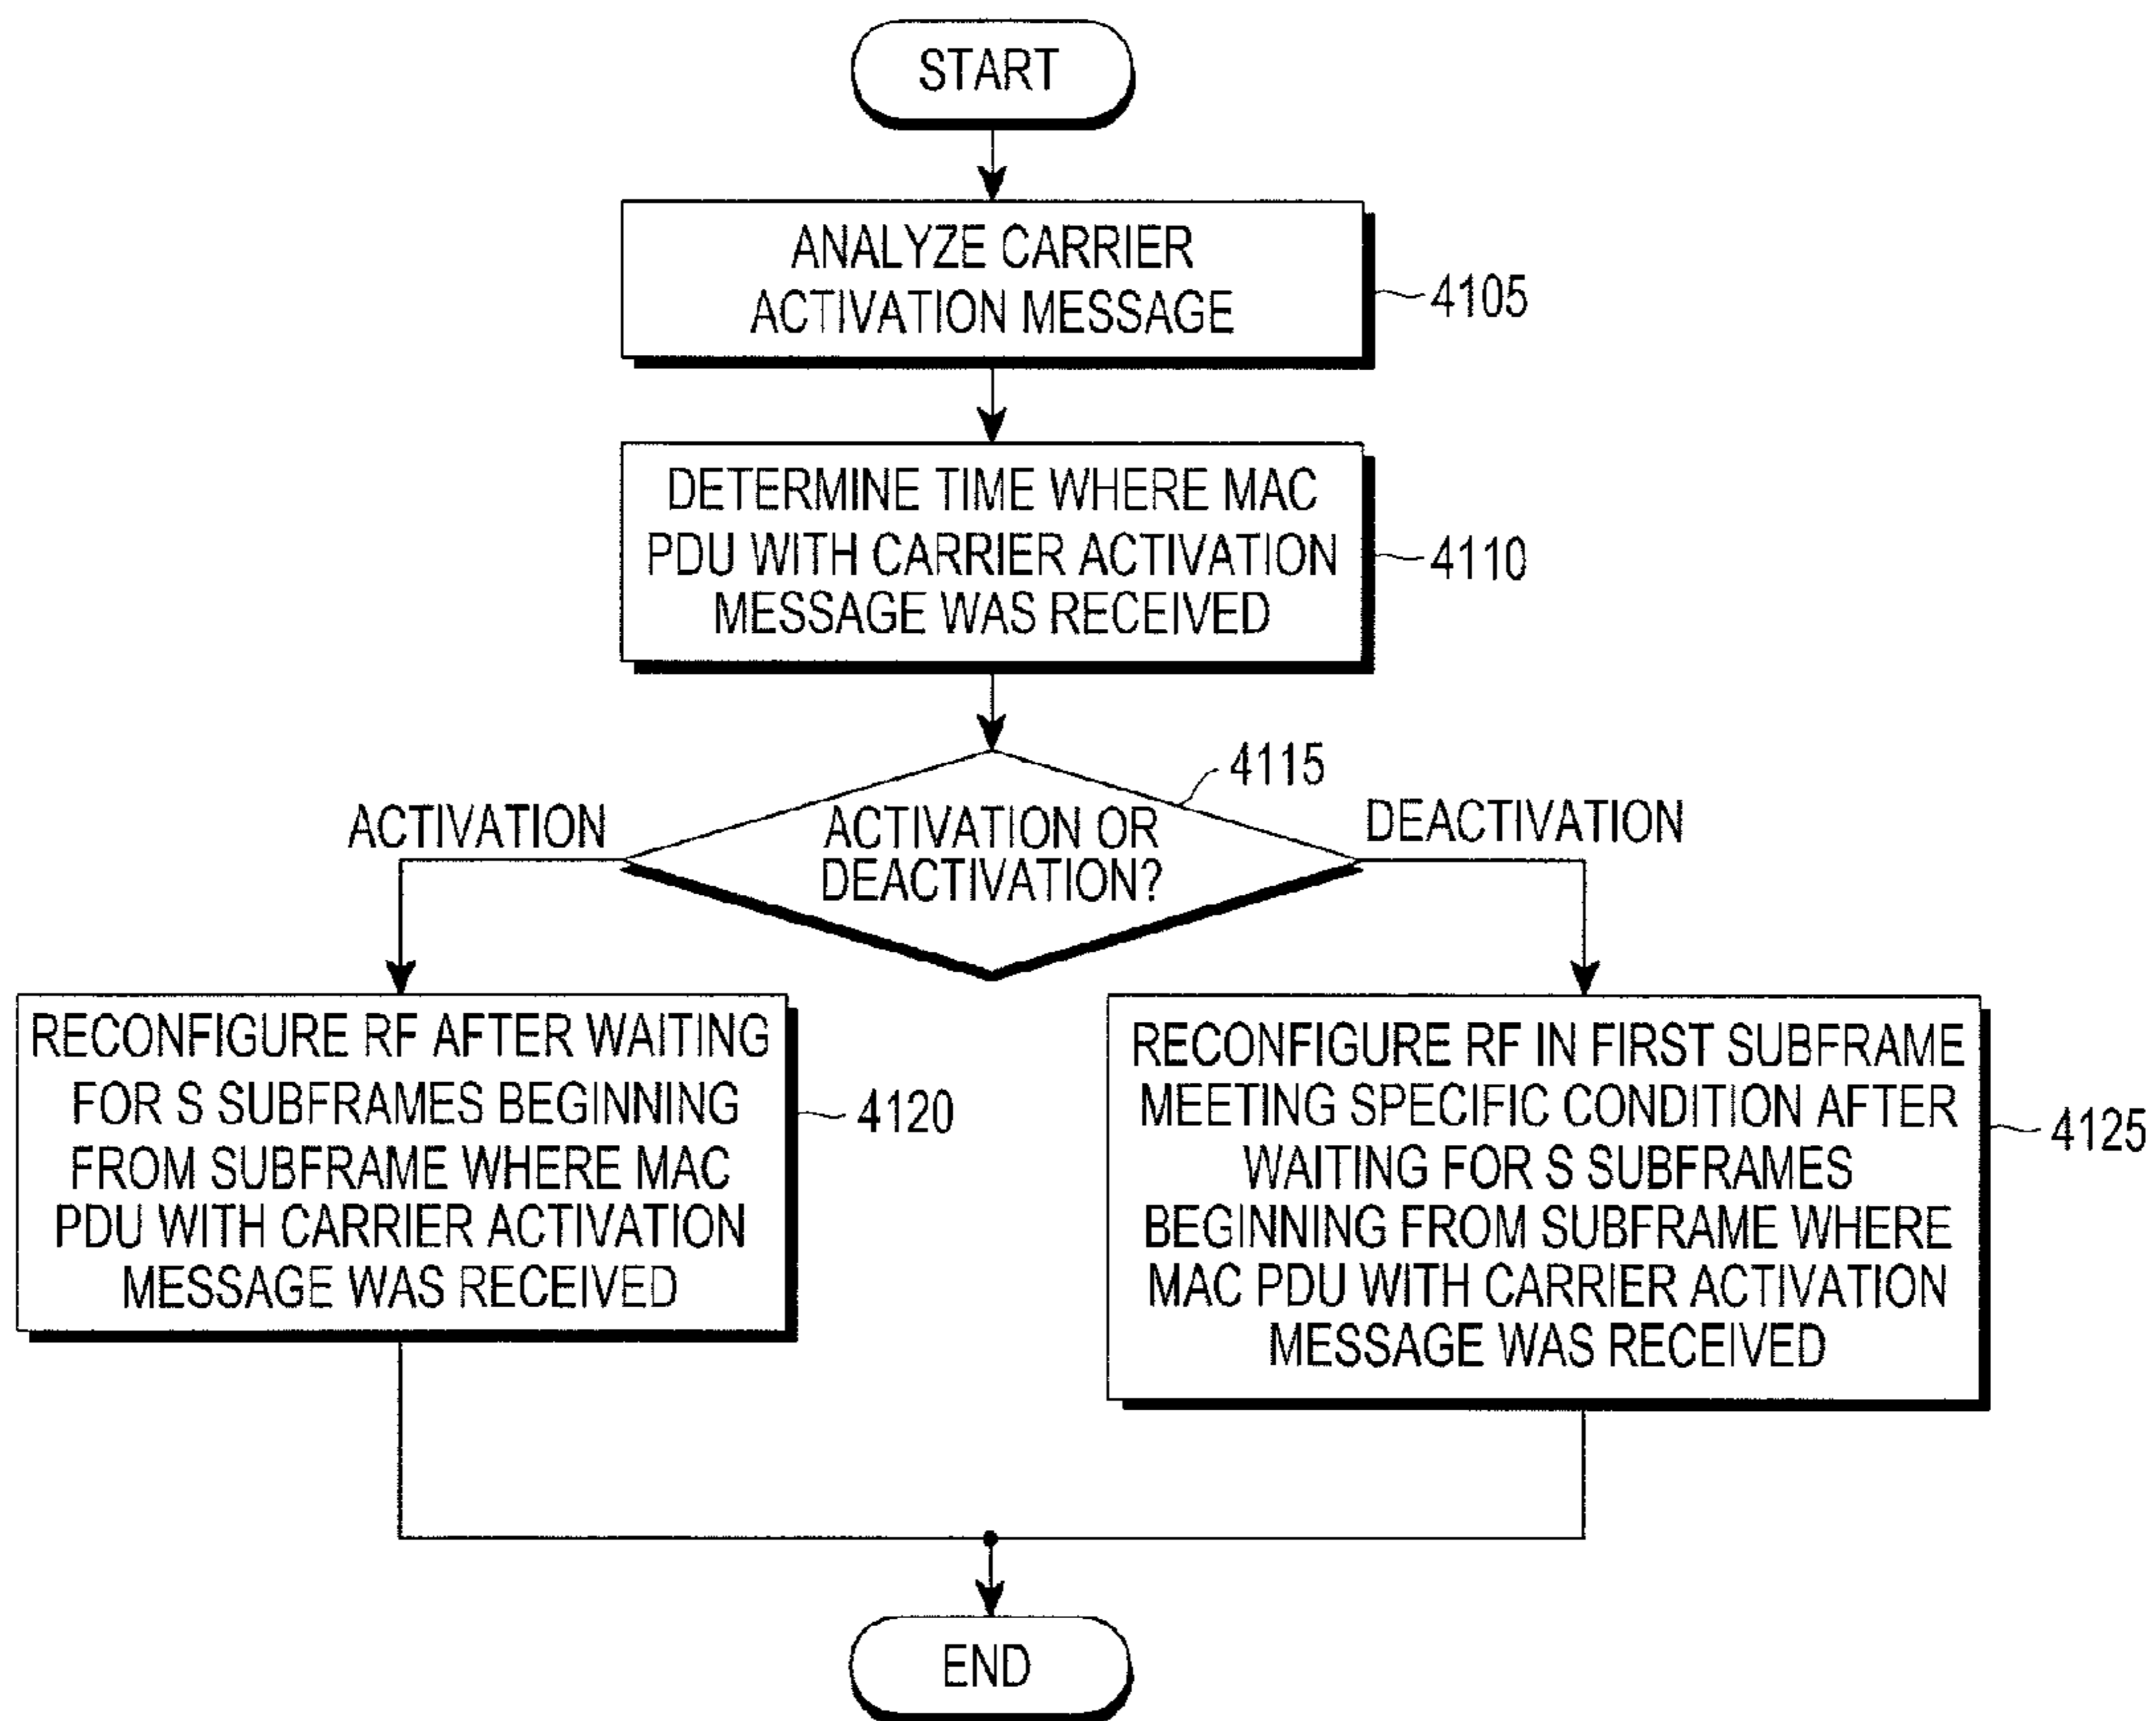 START
ANALYZE CARRIER
ACTIVATION MESSAGE
4105
DETERMINE TIME WHERE MAC
PDU WITH CARRIER ACTIVATION
MESSAGE WAS RECEIVED
4110
4115
ACTIVATION
ACTIVATION OR
DEACTIVATION?
DEACTIVATION
RECONFIGURE RF AFTER WAITING
FOR S SUBFRAMES BEGINNING
FROM SUBFRAME WHERE MAC
PDU WITH CARRIER ACTIVATION
MESSAGE WAS RECEIVED
4120
RECONFIGURE RF IN FIRST SUBFRAME
MEETING SPECIFIC CONDITION AFTER
WAITING FOR S SUBFRAMES
BEGINNING FROM SUBFRAME WHERE
MAC PDU WITH CARRIER ACTIVATION
MESSAGE WAS RECEIVED
4125
END